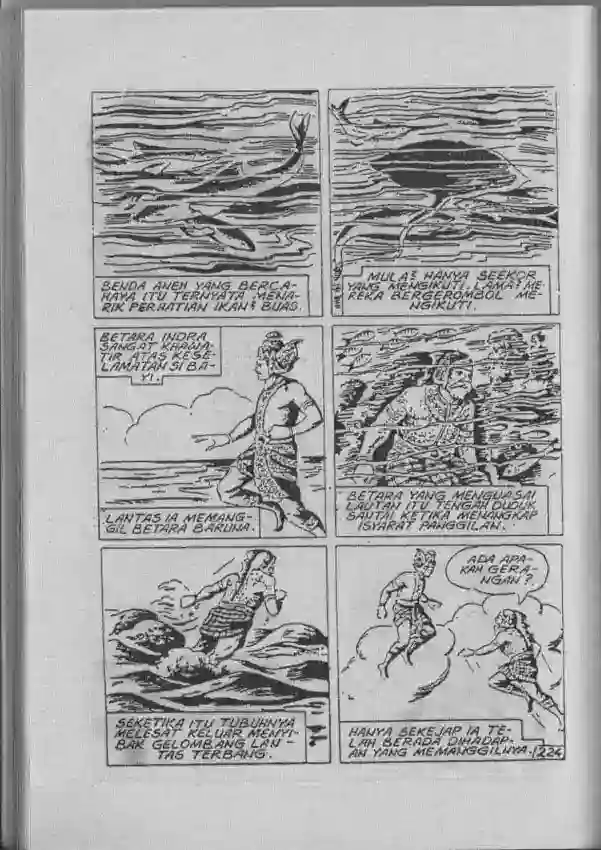 BENDA ANEH YANG BERCA-
HAYA ITU TERNYATA MENA-
RIK PERHATIAN IKAN² BUAS.
MULA² HANYA SEEKOR
YANG MENGIKUTI. LAMA² ME-
REKA BERGEROMBOL ME-
NGIKUTI.
BETARA INDRA
SANGAT KHAWA-
TIR ATAS KESE-
LAMATAN SI BA-
YI.
LANTAS IA MEMANG-
GIL BETARA BARUNA.
BETARA YANG MENGUASAI
LAUTAN ITU TENGAH DUDUK
SANTAI KETIKA MENANGKAP
ISYARAT PANGGILAN.
SEKETIKA ITU TUBUHNYA
MELESAT KELUAR MENYI-
BAK GELOMBANG LAN-
TAS TERBANG.
ADA APA-
KAH GERA-
NGAN?
HANYA SEKEJAP IA TE-
LAH BERADA DIHADAP-
AN YANG MEMANGGILNYA.
224